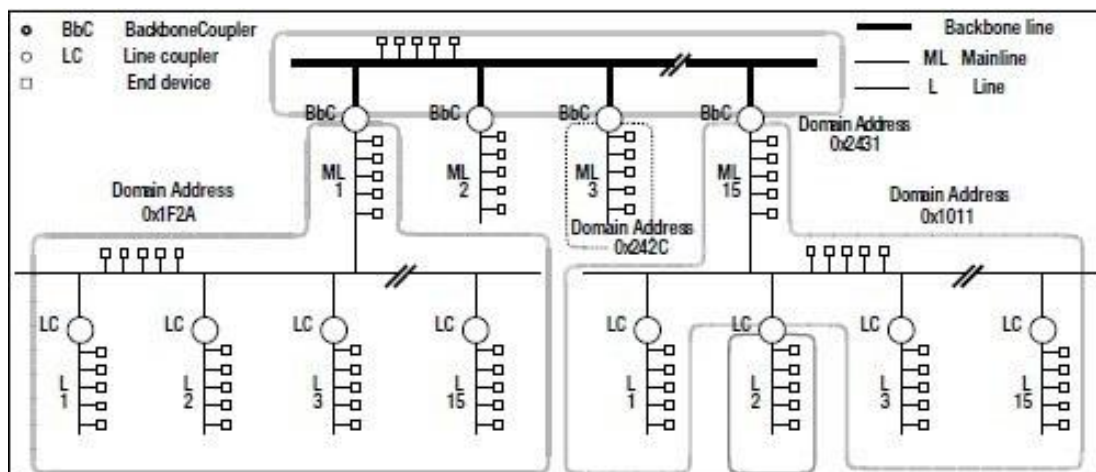 BbC BackboneCoupler
LC Line coupler
End device
Backbone line
ML Mainline
L Line
BbC BbC BbC BbC
Domain Address
0x2431
ML
1
ML
2
ML
3
ML
15
Domain Address
0x1F2A
Domain Address
0x1011
Domain Address
0x242C
LC LC LC LC LC LC LC LC
L
1
L
2
L
3
L
15
L
1
L
2
L
3
L
15